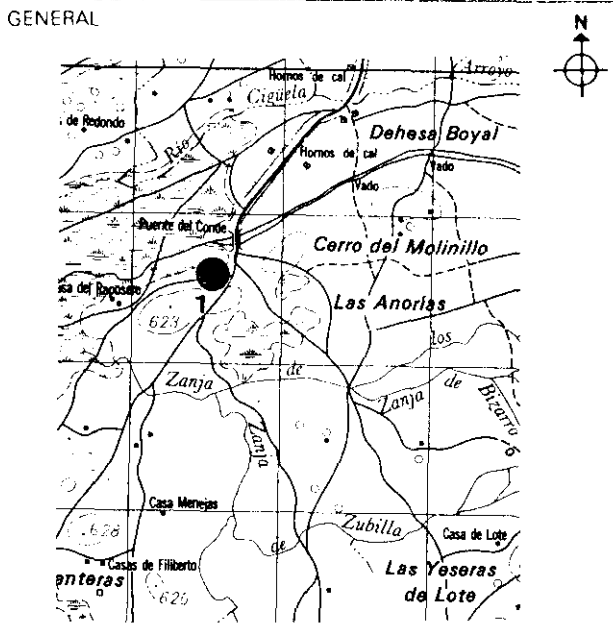 GENERAL
N
Hornos de cal
Arroyo
Cigüela
de Redondo
Dehesa Boyal
Río
Hornos de cal
Vado
Vado
Puente del Conde
Cerro del Molinillo
1
Las Anorias
623
los
Zanja
de
Zanja
de
Bizarro
Zanja
6
Casa Menejas
628
de
Zubilla
Casa de Lote
Casas de Filiberto
enteras
620
Las Yeseras
de Lote